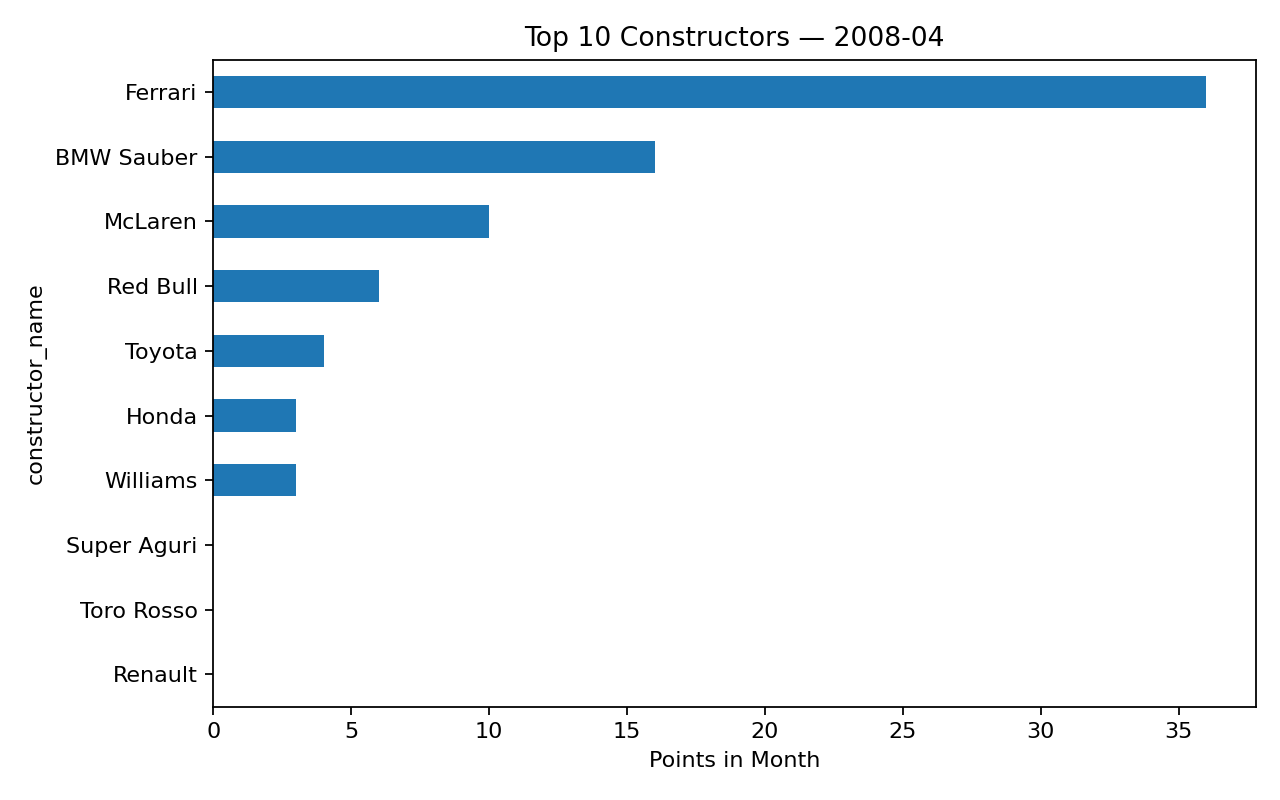 Top 10 Constructors — 2008-04
constructor_name
Ferrari
BMW Sauber
McLaren
Red Bull
Toyota
Honda
Williams
Super Aguri
Toro Rosso
Renault
0 5 10 15 20 25 30 35
Points in Month